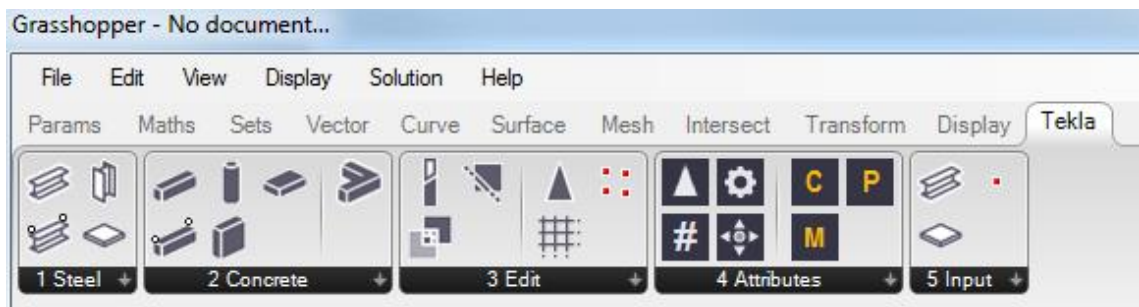 Grasshopper - No document...
File Edit View Display Solution Help
Params Maths Sets Vector Curve Surface Mesh Intersect Transform Display Tekla
C P
# M
1 Steel 2 Concrete 3 Edit 4 Attributes 5 Input